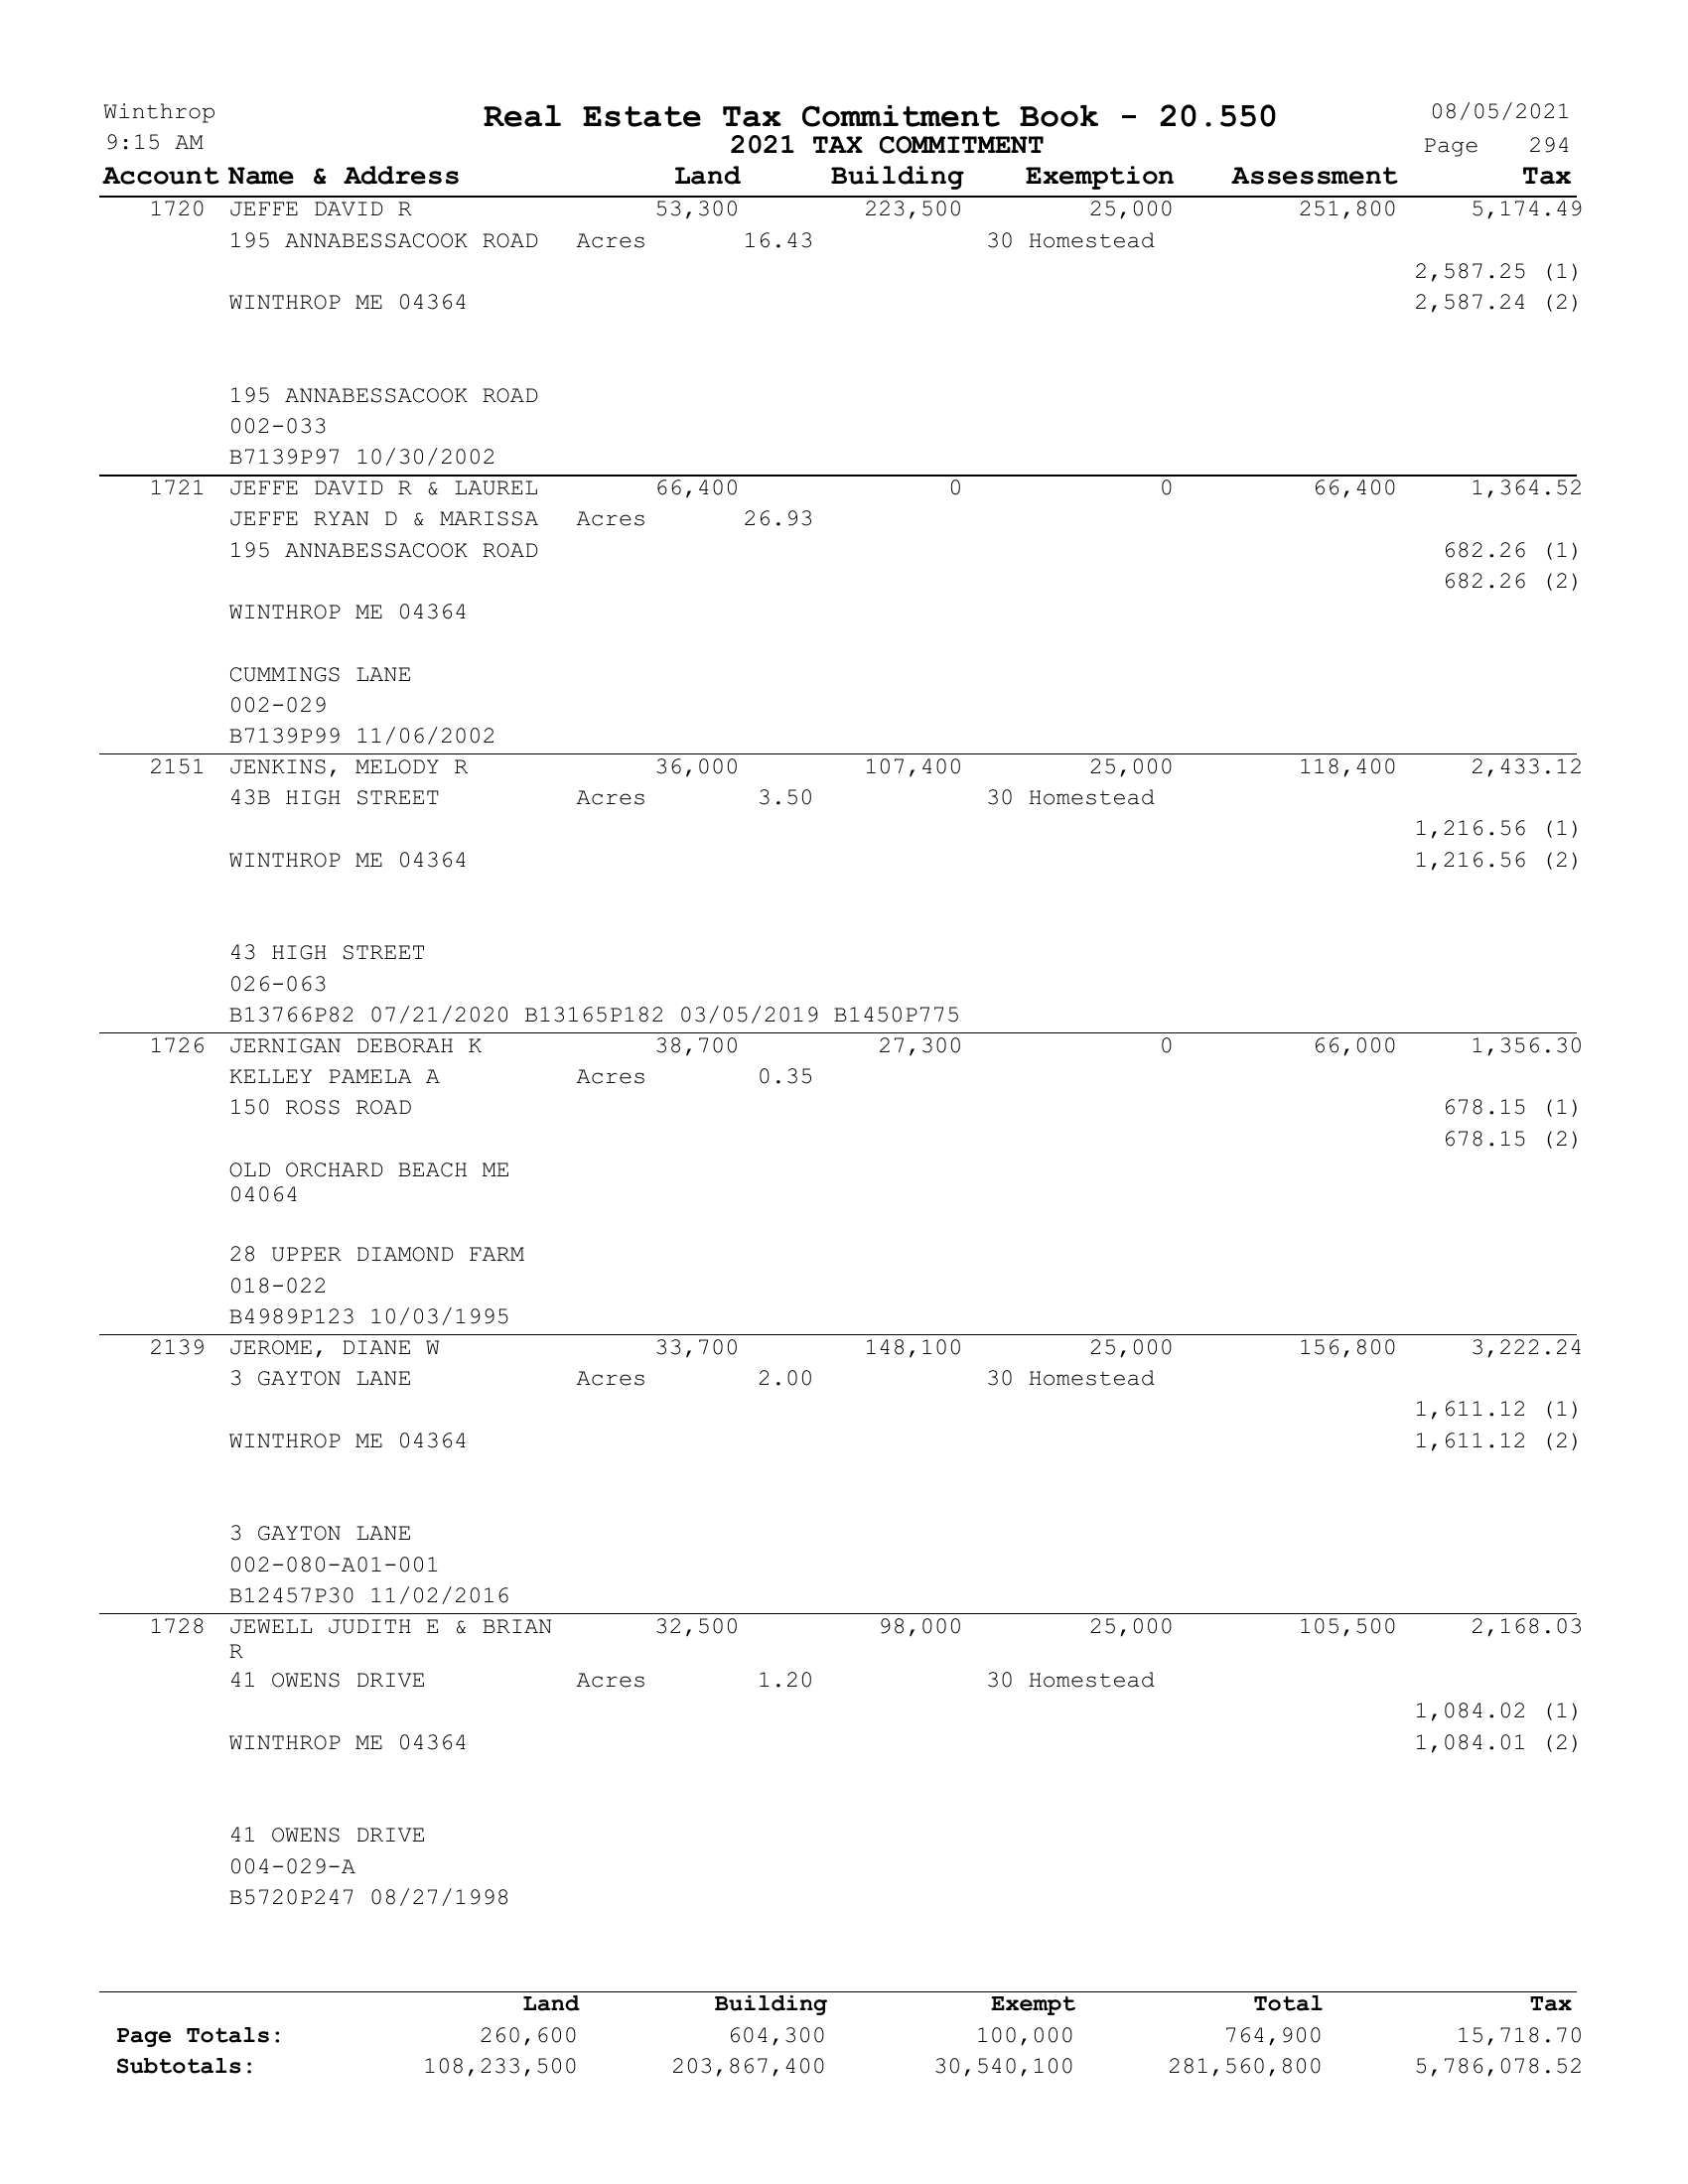 Winthrop Real Estate Tax Commitment Book - 20.550 08/05/2021
9:15 AM 2021 TAX COMMITMENT Page 294
Account Name & Address Land Building Exemption Assessment Tax
1720 JEFFE DAVID R 53,300 223,500 25,000 251,800 5,174.49
195 ANNABESSACOOK ROAD Acres 16.43 30 Homestead
2,587.25 (1)
WINTHROP ME 04364 2,587.24 (2)
195 ANNABESSACOOK ROAD
002-033
B7139P97 10/30/2002
1721 JEFFE DAVID R & LAUREL 66,400 0 0 66,400 1,364.52
JEFFE RYAN D & MARISSA Acres 26.93
195 ANNABESSACOOK ROAD 682.26 (1)
682.26 (2)
WINTHROP ME 04364
CUMMINGS LANE
002-029
B7139P99 11/06/2002
2151 JENKINS, MELODY R 36,000 107,400 25,000 118,400 2,433.12
43B HIGH STREET Acres 3.50 30 Homestead
1,216.56 (1)
WINTHROP ME 04364 1,216.56 (2)
43 HIGH STREET
026-063
B13766P82 07/21/2020 B13165P182 03/05/2019 B1450P775
1726 JERNIGAN DEBORAH K 38,700 27,300 0 66,000 1,356.30
KELLEY PAMELA A Acres 0.35
150 ROSS ROAD 678.15 (1)
678.15 (2)
OLD ORCHARD BEACH ME
04064
28 UPPER DIAMOND FARM
018-022
B4989P123 10/03/1995
2139 JEROME, DIANE W 33,700 148,100 25,000 156,800 3,222.24
3 GAYTON LANE Acres 2.00 30 Homestead
1,611.12 (1)
WINTHROP ME 04364 1,611.12 (2)
3 GAYTON LANE
002-080-A01-001
B12457P30 11/02/2016
1728 JEWELL JUDITH E & BRIAN 32,500 98,000 25,000 105,500 2,168.03
R
41 OWENS DRIVE Acres 1.20 30 Homestead
1,084.02 (1)
WINTHROP ME 04364 1,084.01 (2)
41 OWENS DRIVE
004-029-A
B5720P247 08/27/1998
Land Building Exempt Total Tax
Page Totals: 260,600 604,300 100,000 764,900 15,718.70
Subtotals: 108,233,500 203,867,400 30,540,100 281,560,800 5,786,078.52